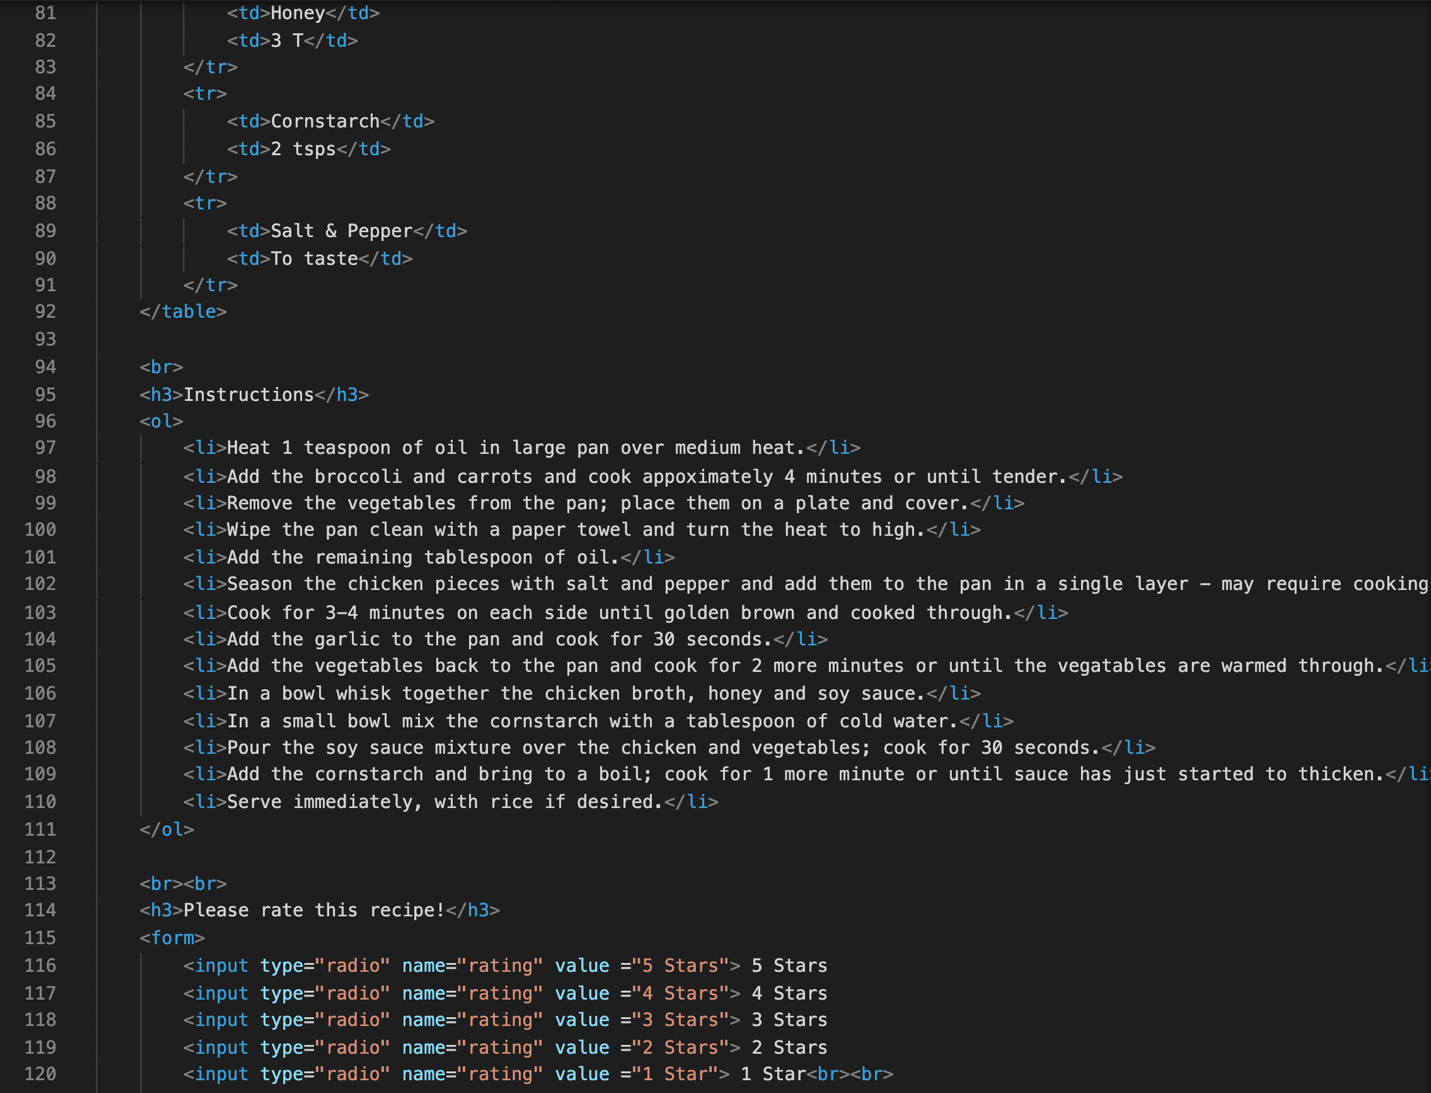 81 <td>Honey</td>
82 <td>3 T</td>
83 </tr>
84 <tr>
85 <td>Cornstarch</td>
86 <td>2 tsps</td>
87 </tr>
88 <tr>
89 <td>Salt & Pepper</td>
90 <td>To taste</td>
91 </tr>
92 </table>
93
94 <br>
95 <h3>Instructions</h3>
96 <ol>
97 <li>Heat 1 teaspoon of oil in large pan over medium heat.</li>
98 <li>Add the broccoli and carrots and cook appoximately 4 minutes or until tender.</li>
99 <li>Remove the vegetables from the pan; place them on a plate and cover.</li>
100 <li>Wipe the pan clean with a paper towel and turn the heat to high.</li>
101 <li>Add the remaining tablespoon of oil.</li>
102 <li>Season the chicken pieces with salt and pepper and add them to the pan in a single layer – may require cooking
103 <li>Cook for 3–4 minutes on each side until golden brown and cooked through.</li>
104 <li>Add the garlic to the pan and cook for 30 seconds.</li>
105 <li>Add the vegetables back to the pan and cook for 2 more minutes or until the vegatables are warmed through.</li
106 <li>In a bowl whisk together the chicken broth, honey and soy sauce.</li>
107 <li>In a small bowl mix the cornstarch with a tablespoon of cold water.</li>
108 <li>Pour the soy sauce mixture over the chicken and vegetables; cook for 30 seconds.</li>
109 <li>Add the cornstarch and bring to a boil; cook for 1 more minute or until sauce has just started to thicken.</li
110 <li>Serve immediately, with rice if desired.</li>
111 </ol>
112
113 <br><br>
114 <h3>Please rate this recipe!</h3>
115 <form>
116 <input type="radio" name="rating" value ="5 Stars"> 5 Stars
117 <input type="radio" name="rating" value ="4 Stars"> 4 Stars
118 <input type="radio" name="rating" value ="3 Stars"> 3 Stars
119 <input type="radio" name="rating" value ="2 Stars"> 2 Stars
120 <input type="radio" name="rating" value ="1 Star"> 1 Star<br><br>